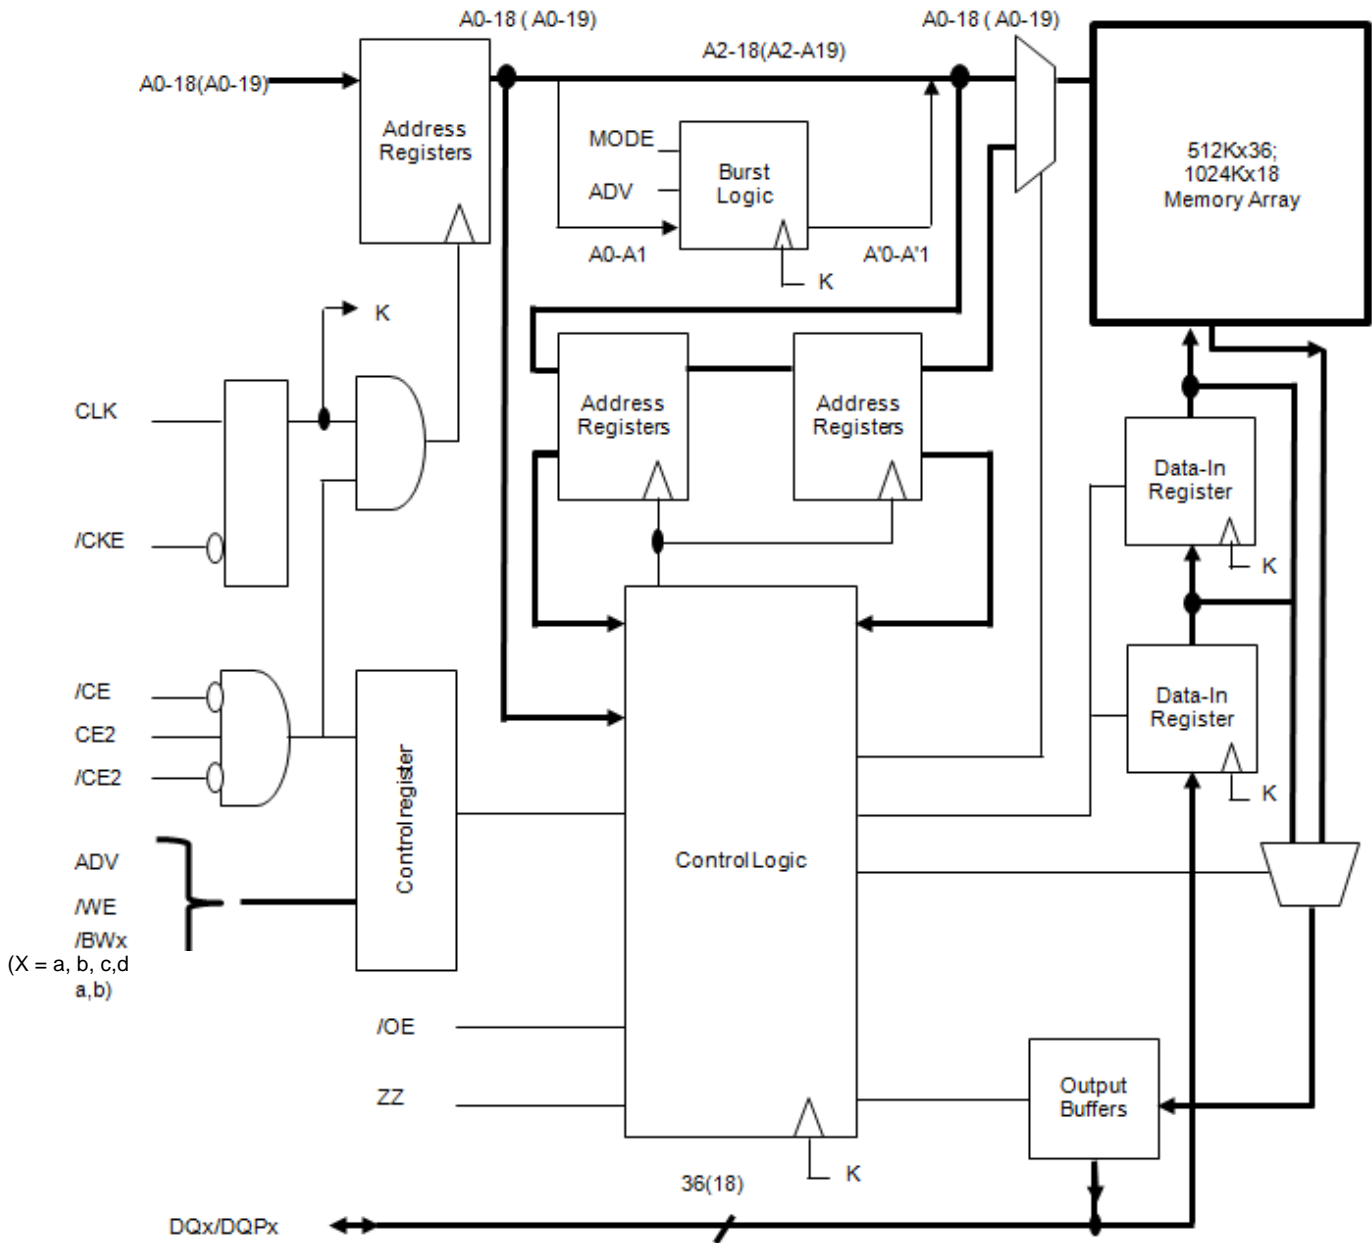 A0-18 ( A0-19)
A0-18 ( A0-19)
A2-18(A2-A19)
A0-18(A0-19)
Address
Registers
MODE
ADV
Burst
Logic
A0-A1
A'0-A'1
K
512Kx36;
1024Kx18
Memory Array
K
CLK
/CKE
Address
Registers
Address
Registers
Data-In
Register
K
/CE
CE2
/CE2
Control register
Data-In
Register
K
ADV
/WE
/BWx
(X = a, b, c,d
a,b)
Control Logic
/OE
ZZ
K
Output
Buffers
36(18)
DQx/DQPx